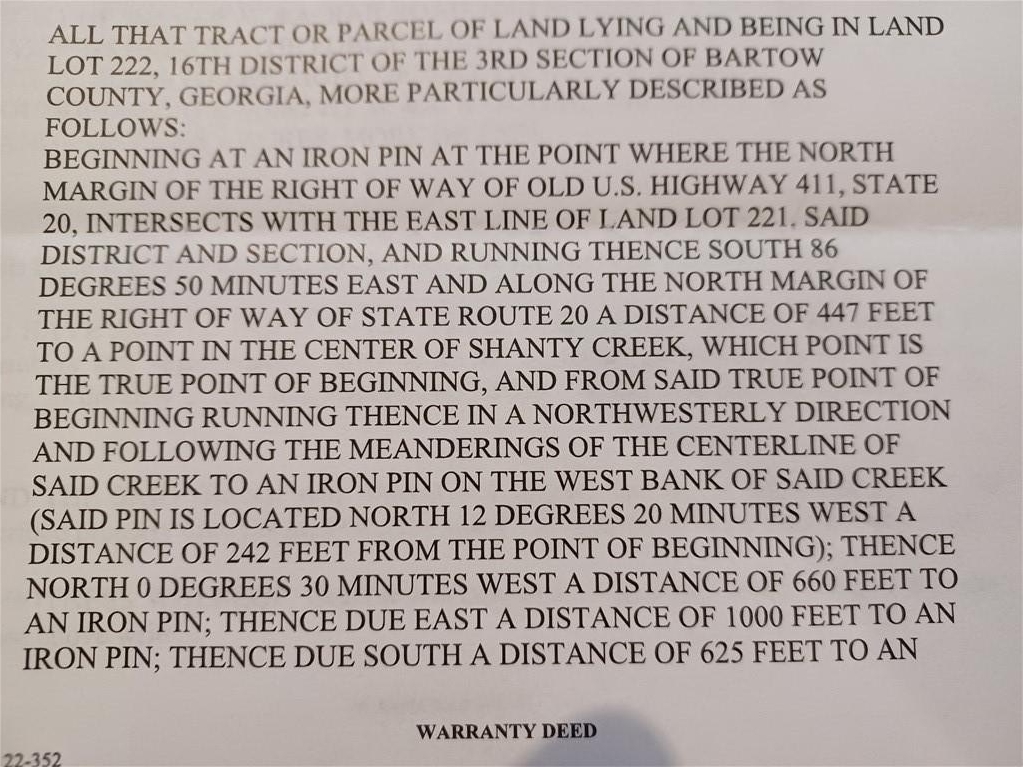 ALL THAT TRACT OR PARCEL OF LAND LYING AND BEING IN LAND
LOT 222, 16TH DISTRICT OF THE 3RD SECTION OF BARTOW
COUNTY, GEORGIA, MORE PARTICULARLY DESCRIBED AS
FOLLOWS:
BEGINNING AT AN IRON PIN AT THE POINT WHERE THE NORTH
MARGIN OF THE RIGHT OF WAY OF OLD U.S. HIGHWAY 411, STATE
20, INTERSECTS WITH THE EAST LINE OF LAND LOT 221. SAID
DISTRICT AND SECTION, AND RUNNING THENCE SOUTH 86
DEGREES 50 MINUTES EAST AND ALONG THE NORTH MARGIN OF
THE RIGHT OF WAY OF STATE ROUTE 20 A DISTANCE OF 447 FEET
TO A POINT IN THE CENTER OF SHANTY CREEK, WHICH POINT IS
THE TRUE POINT OF BEGINNING, AND FROM SAID TRUE POINT OF
BEGINNING RUNNING THENCE IN A NORTHWESTERLY DIRECTION
AND FOLLOWING THE MEANDERINGS OF THE CENTERLINE OF
SAID CREEK TO AN IRON PIN ON THE WEST BANK OF SAID CREEK
(SAID PIN IS LOCATED NORTH 12 DEGREES 20 MINUTES WEST A
DISTANCE OF 242 FEET FROM THE POINT OF BEGINNING); THENCE
NORTH 0 DEGREES 30 MINUTES WEST A DISTANCE OF 660 FEET TO
AN IRON PIN; THENCE DUE EAST A DISTANCE OF 1000 FEET TO AN
IRON PIN; THENCE DUE SOUTH A DISTANCE OF 625 FEET TO AN
WARRANTY DEED
22-352